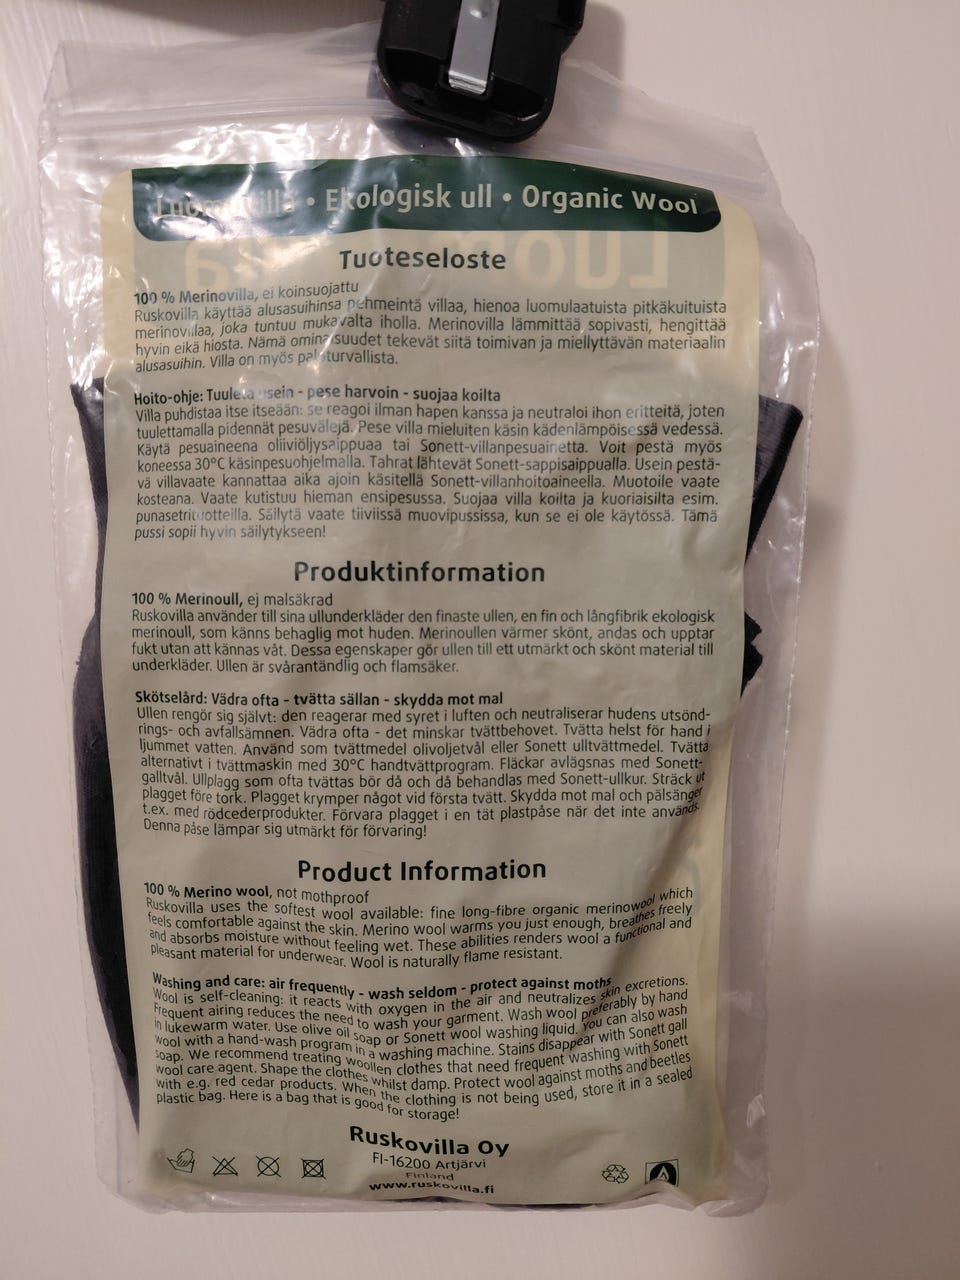 Luomuvilla • Ekologisk ull • Organic Wool
Tuoteseloste
100 % Merinovilla, ei koinsuojattu
Ruskovilla käyttää alusasuihinsa pehmeintä villaa, hienoa luomulaatuista pitkäkuituista
merinovillaa, joka tuntuu mukavalta iholla. Merinovilla lämmittää sopivasti, hengittää
hyvin eikä hiosta. Nämä ominaisuudet tekevät siitä toimivan ja miellyttävän materiaalin
alusasuihin. Villa on myös paloturvallista.
Hoito-ohje: Tuuleta usein - pese harvoin - suojaa koilta
Villa puhdistaa itse itseään: se reagoi ilman hapen kanssa ja neutraloi ihon eritteitä, joten
tuulettamalla pidennät pesuvälejä. Pese villa mieluiten käsin kädenlämpöisessä vedessä.
Käytä pesuaineena oliiviöljysaippuaa tai Sonett-villanpesuainetta. Voit pestä myös
koneessa 30°C käsinpesuohjelmalla. Tahrat lähtevät Sonett-sappisaippualla. Usein pestä-
vä villavaate kannattaa aika ajoin käsitellä Sonett-villanhoitoaineella. Muotoile vaate
kosteana. Vaate kutistuu hieman ensipesussa. Suojaa villa koilta ja kuoriaisilta esim.
punasetrituotteilla. Säilytä vaate tiiviissä muovipussissa, kun se ei ole käytössä. Tämä
pussi sopii hyvin säilytykseen!
Produktinformation
100 % Merinoull, ej malsäkrad
Ruskovilla använder till sina ullunderkläder den finaste ullen, en fin och långfibrik ekologisk
merinoull, som känns behaglig mot huden. Merinoullen värmer skönt, andas och upptar
fukt utan att kännas våt. Dessa egenskaper gör ullen till ett utmärkt och skönt material till
underkläder. Ullen är svårantändlig och flamsäker.
Skötselård: Vädra ofta - tvätta sällan - skydda mot mal
Ullen rengör sig självt: den reagerar med syret i luften och neutraliserar hudens utsönd-
rings- och avfallsämnen. Vädra ofta - det minskar tvättbehovet. Tvätta helst för hand i
ljummet vatten. Använd som tvättmedel olivoljetvål eller Sonett ulltvättmedel. Tvätta
alternativt i tvättmaskin med 30°C handtvättprogram. Fläckar avlägsnas med Sonett-
galltvål. Ullplagg som ofta tvättas bör då och då behandlas med Sonett-ullkur. Sträck ut
plagget före tork. Plagget krymper något vid första tvätt. Skydda mot mal och pälsänger
t.ex. med rödcederprodukter. Förvara plagget i en tät plastpåse när det inte används.
Denna påse lämpar sig utmärkt för förvaring!
Product Information
100 % Merino wool, not mothproof
Ruskovilla uses the softest wool available: fine long-fibre organic merinowool which
feels comfortable against the skin. Merino wool warms you just enough, breathes freely
and absorbs moisture without feeling wet. These abilities renders wool a functional and
pleasant material for underwear. Wool is naturally flame resistant.
Washing and care: air frequently - wash seldom - protect against moths
Wool is self-cleaning: it reacts with oxygen in the air and neutralizes skin excretions.
Frequent airing reduces the need to wash your garment. Wash wool preferably by hand
in lukewarm water. Use olive oil soap or Sonett wool washing liquid. You can also wash
wool with a hand-wash program in a washing machine. Stains disappear with Sonett gall
soap. We recommend treating woollen clothes that need frequent washing with Sonett
wool care agent. Shape the clothes whilst damp. Protect wool against moths and beetles
with e.g. red cedar products. When the clothing is not being used, store it in a sealed
plastic bag. Here is a bag that is good for storage!
Ruskovilla Oy
FI-16200 Artjärvi
Finland
www.ruskovilla.fi